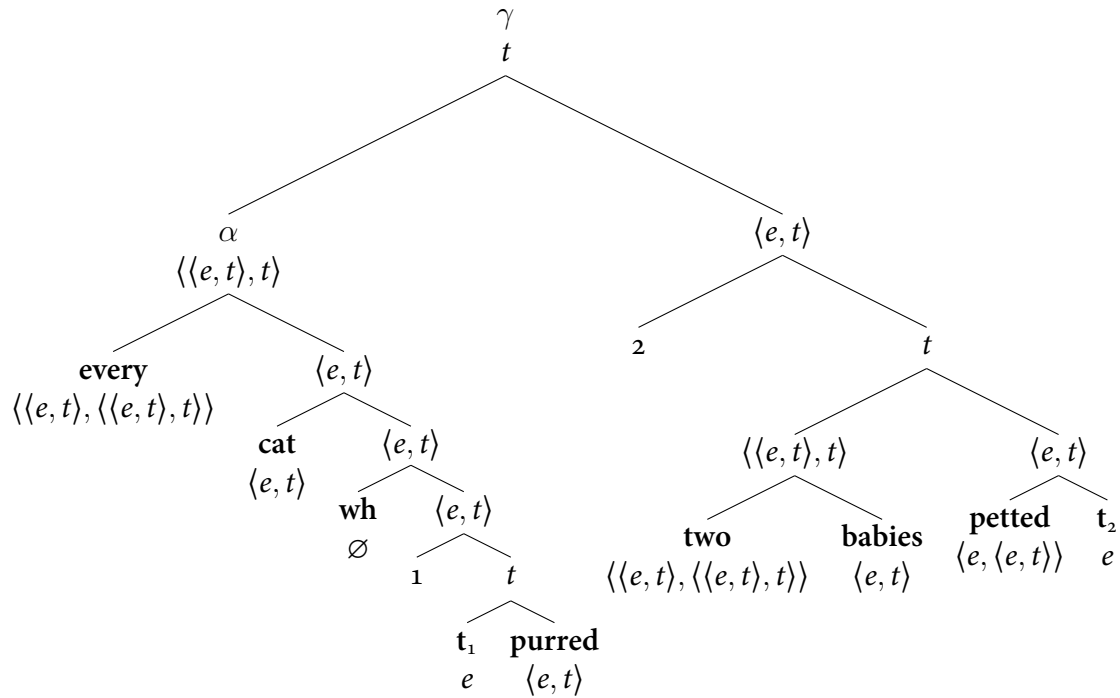 γ
t
α
⟨⟨e, t⟩, t⟩
⟨e, t⟩
every
⟨⟨e, t⟩, ⟨⟨e, t⟩, t⟩⟩
⟨e, t⟩
2
t
cat
⟨e, t⟩
⟨e, t⟩
⟨⟨e, t⟩, t⟩
⟨e, t⟩
wh
∅
⟨e, t⟩
two
⟨⟨e, t⟩, ⟨⟨e, t⟩, t⟩⟩
babies
⟨e, t⟩
petted
⟨e, ⟨e, t⟩⟩
t₂
e
1
t
t₁
e
purred
⟨e, t⟩